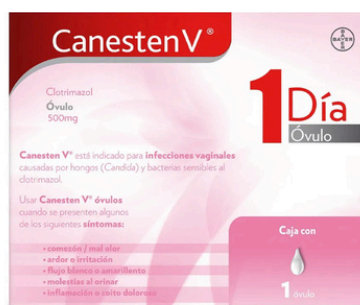 Canesten V®
BAYER
Clotrimazol
Óvulo
500mg
1 Día
Óvulo
Canesten V® está indicado para infecciones vaginales
causadas por hongos (Candida) y bacterias sensibles al
clotrimazol.
Usar Canesten V® óvulos
cuando se presenten algunos
de los siguientes síntomas:
• comezón / mal olor
• ardor e irritación
• flujo blanco o amarillento
• molestias al orinar
• inflamación o coito doloroso
Caja con
1 óvulo